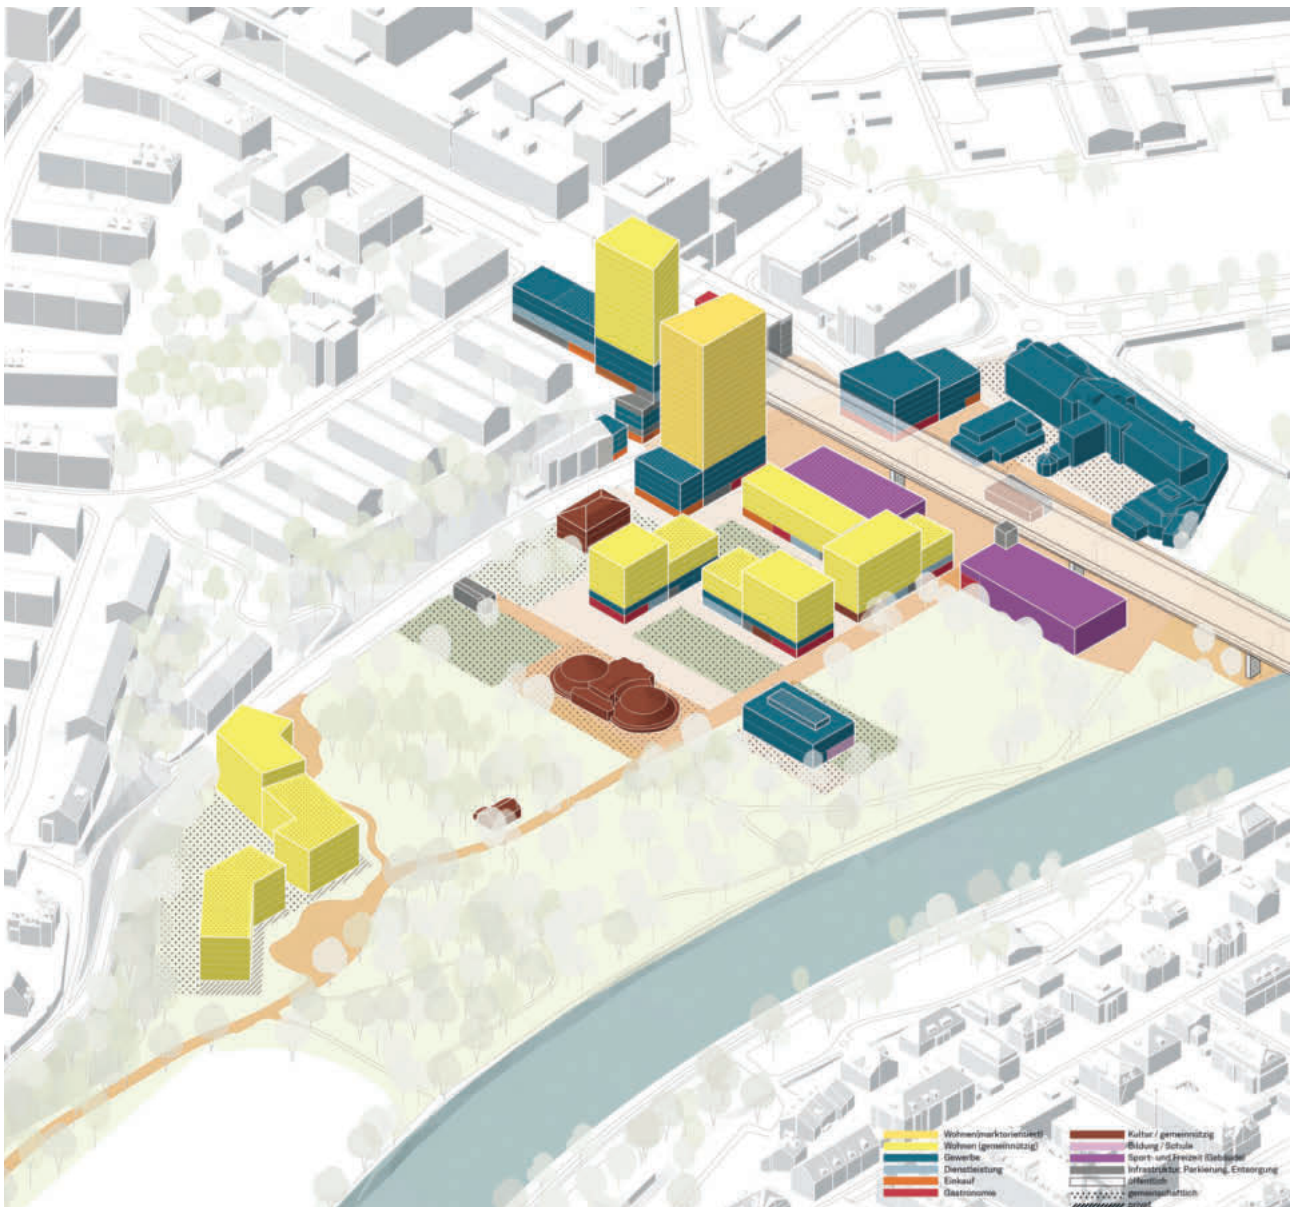 Wohnen(marktorientiert)
Wohnen (gemeinnützig)
Gewerbe
Dienstleistung
Einkauf
Gastronomie
Kultur / gemeinnützig
Bildung / Schule
Sport- und Freizeit (Gebäude)
Infrastruktur, Parkierung, Entsorgung
öffentlich
gemeinschaftlich
privat